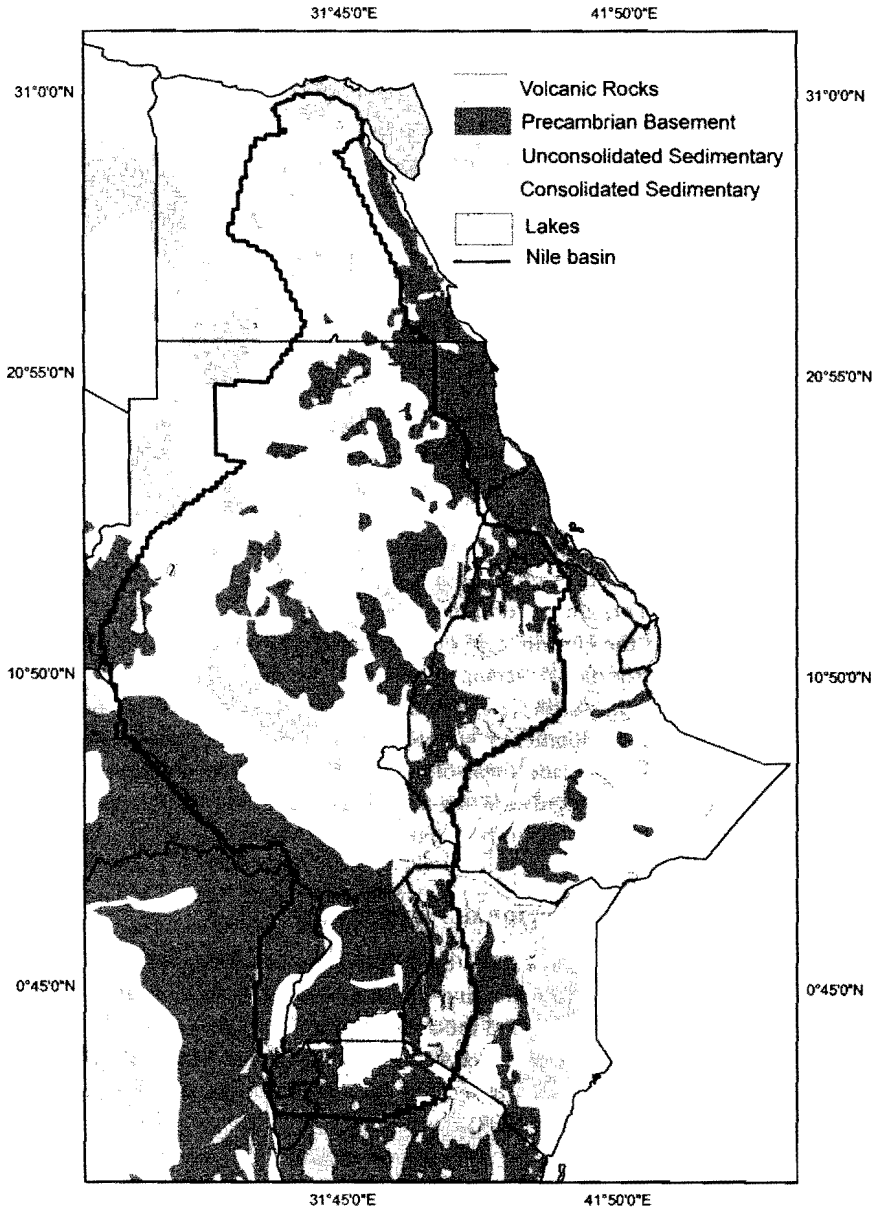 31°45'0"E 41°50'0"E
31°0'0"N
31°0'0"N
Volcanic Rocks
Precambrian Basement
Unconsolidated Sedimentary
Consolidated Sedimentary
Lakes
Nile basin
20°55'0"N
20°55'0"N
10°50'0"N
10°50'0"N
0°45'0"N
0°45'0"N
31°45'0"E 41°50'0"E